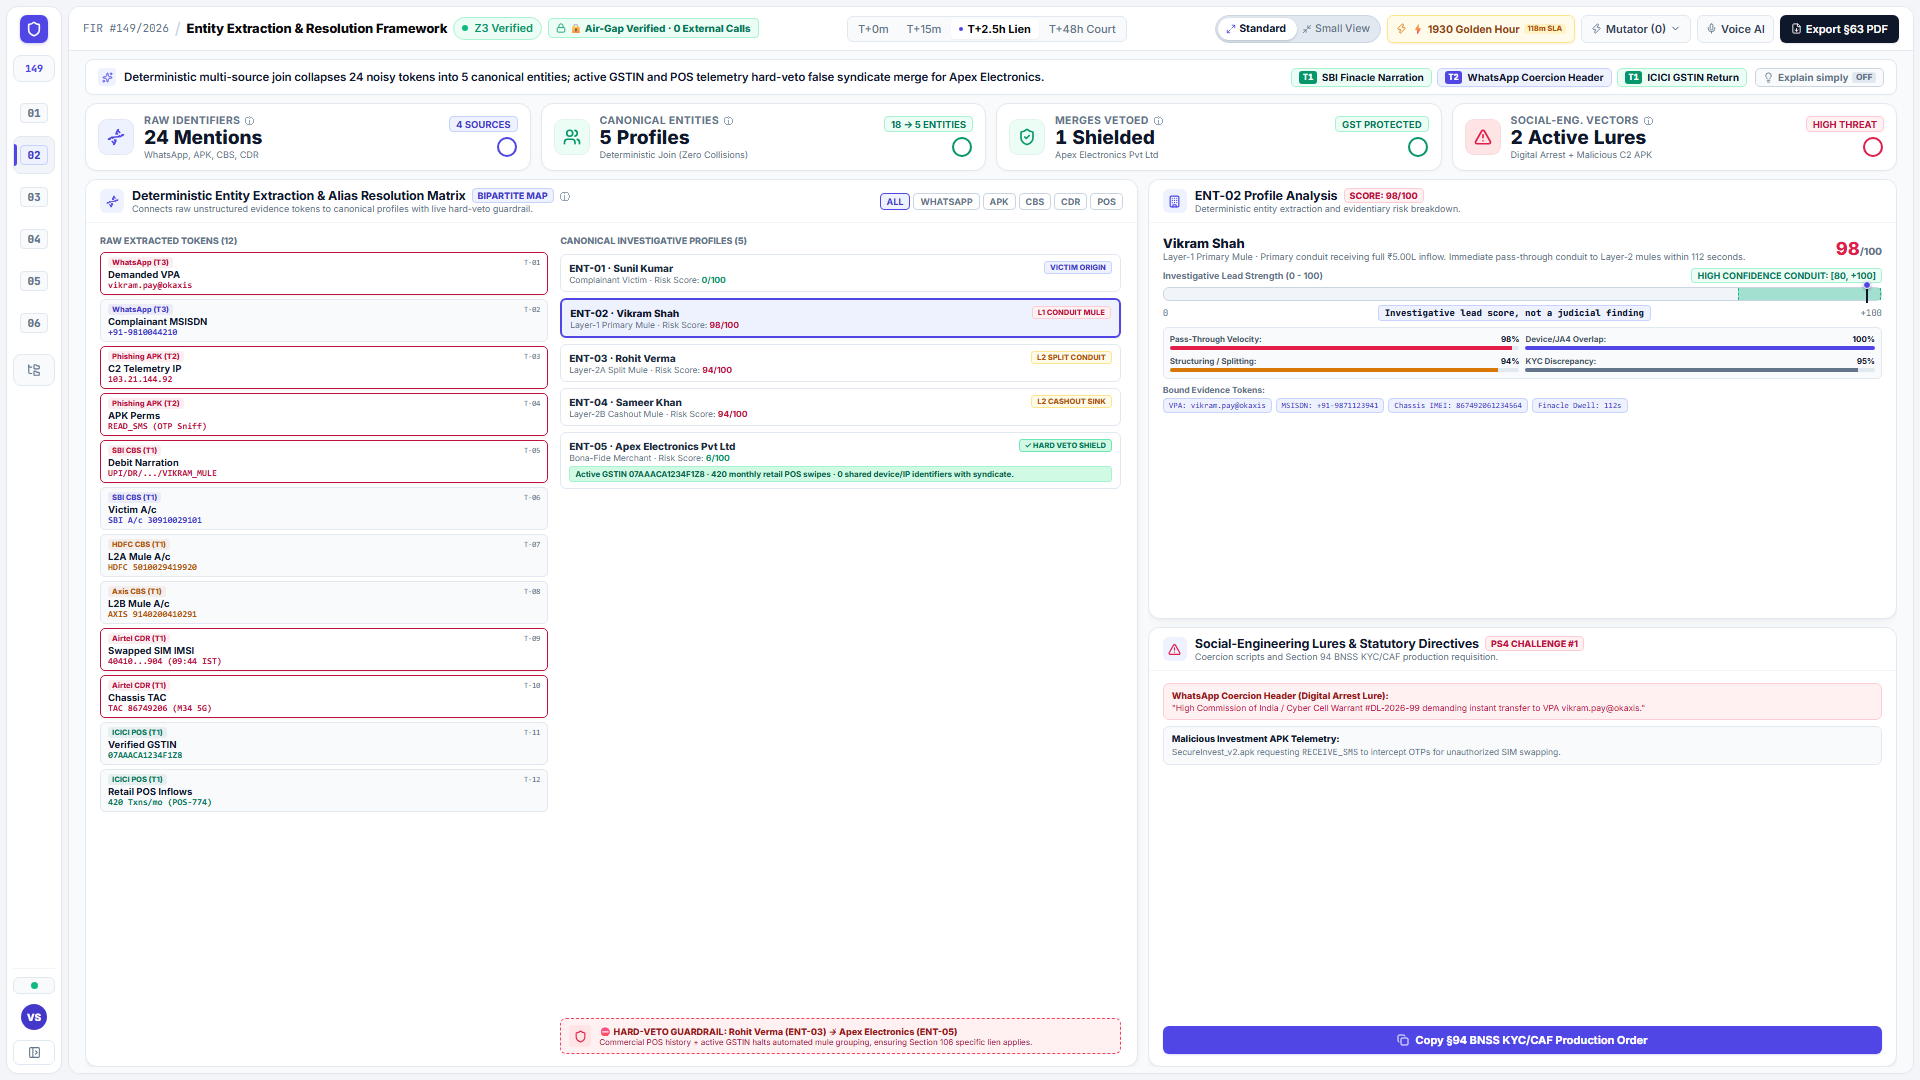 FIR #149/2026 / Entity Extraction & Resolution Framework
Z3 Verified
Air-Gap Verified · 0 External Calls
T+0m T+15m T+2.5h Lien T+48h Court
Standard Small View
1930 Golden Hour 118m SLA
Mutator (0)
Voice AI
Export §63 PDF
149
01
02
03
04
05
06
VS
Deterministic multi-source join collapses 24 noisy tokens into 5 canonical entities; active GSTIN and POS telemetry hard-veto false syndicate merge for Apex Electronics.
T1 SBI Finacle Narration
T2 WhatsApp Coercion Header
T1 ICICI GSTIN Return
Explain simply OFF
RAW IDENTIFIERS
24 Mentions
WhatsApp, APK, CBS, CDR
4 SOURCES
CANONICAL ENTITIES
5 Profiles
Deterministic Join (Zero Collisions)
18 → 5 ENTITIES
MERGES VETOED
1 Shielded
Apex Electronics Pvt Ltd
GST PROTECTED
SOCIAL-ENG. VECTORS
2 Active Lures
Digital Arrest + Malicious C2 APK
HIGH THREAT
Deterministic Entity Extraction & Alias Resolution Matrix BIPARTITE MAP
Connects raw unstructured evidence tokens to canonical profiles with live hard-veto guardrail.
ALL WHATSAPP APK CBS CDR POS
RAW EXTRACTED TOKENS (12)
WhatsApp (T3) T-01
Demanded VPA
vikram.pay@okaxis
WhatsApp (T3) T-02
Complainant MSISDN
+91-9810044210
Phishing APK (T2) T-03
C2 Telemetry IP
103.21.144.92
Phishing APK (T2) T-04
APK Perms
READ_SMS (OTP Sniff)
SBI CBS (T1) T-05
Debit Narration
UPI/DR/.../VIKRAM_MULE
SBI CBS (T1) T-06
Victim A/c
SBI A/c 30910029101
HDFC CBS (T1) T-07
L2A Mule A/c
HDFC 5010029419920
Axis CBS (T1) T-08
L2B Mule A/c
AXIS 9140200410291
Airtel CDR (T1) T-09
Swapped SIM IMSI
40410...904 (09:44 IST)
Airtel CDR (T1) T-10
Chassis TAC
TAC 86749206 (M34 5G)
ICICI POS (T1) T-11
Verified GSTIN
07AAACA1234F1Z8
ICICI POS (T1) T-12
Retail POS Inflows
420 Txns/mo (POS-774)
CANONICAL INVESTIGATIVE PROFILES (5)
ENT-01 · Sunil Kumar
Complainant Victim · Risk Score: 0/100
VICTIM ORIGIN
ENT-02 · Vikram Shah
Layer-1 Primary Mule · Risk Score: 98/100
L1 CONDUIT MULE
ENT-03 · Rohit Verma
Layer-2A Split Mule · Risk Score: 94/100
L2 SPLIT CONDUIT
ENT-04 · Sameer Khan
Layer-2B Cashout Mule · Risk Score: 94/100
L2 CASHOUT SINK
ENT-05 · Apex Electronics Pvt Ltd
Bona-Fide Merchant · Risk Score: 6/100
✓ HARD VETO SHIELD
Active GSTIN 07AAACA1234F1Z8 · 420 monthly retail POS swipes · 0 shared device/IP identifiers with syndicate.
HARD-VETO GUARDRAIL: Rohit Verma (ENT-03) ↛ Apex Electronics (ENT-05)
Commercial POS history + active GSTIN halts automated mule grouping, ensuring Section 106 specific lien applies.
ENT-02 Profile Analysis SCORE: 98/100
Deterministic entity extraction and evidentiary risk breakdown.
Vikram Shah
Layer-1 Primary Mule · Primary conduit receiving full ₹5.00L inflow. Immediate pass-through conduit to Layer-2 mules within 112 seconds.
98/100
Investigative Lead Strength (0 - 100)
HIGH CONFIDENCE CONDUIT: [80, +100]
0 Investigative lead score, not a judicial finding +100
Pass-Through Velocity: 98% Device/JA4 Overlap: 100%
Structuring / Splitting: 94% KYC Discrepancy: 95%
Bound Evidence Tokens:
VPA: vikram.pay@okaxis
MSISDN: +91-9871123941
Chassis IMEI: 867492061234564
Finacle Dwell: 112s
Social-Engineering Lures & Statutory Directives PS4 CHALLENGE #1
Coercion scripts and Section 94 BNSS KYC/CAF production requisition.
WhatsApp Coercion Header (Digital Arrest Lure):
"High Commission of India / Cyber Cell Warrant #DL-2026-99 demanding instant transfer to VPA vikram.pay@okaxis."
Malicious Investment APK Telemetry:
SecureInvest_v2.apk requesting RECEIVE_SMS to intercept OTPs for unauthorized SIM swapping.
Copy §94 BNSS KYC/CAF Production Order